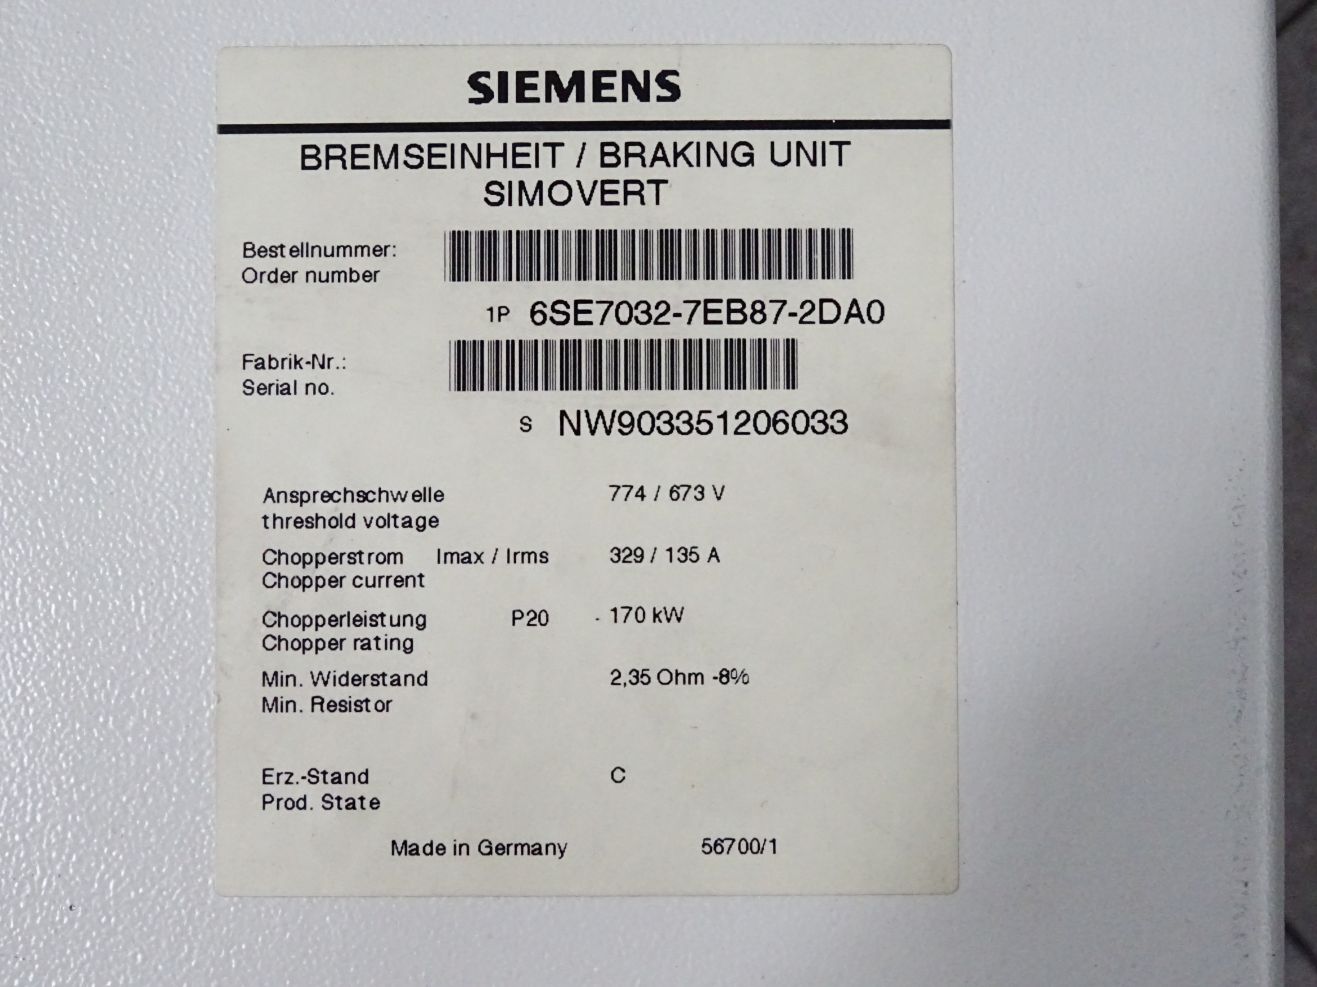 SIEMENS
BREMSEINHEIT / BRAKING UNIT
SIMOVERT
Bestellnummer:
Order number
1P 6SE7032-7EB87-2DA0
Fabrik-Nr.:
Serial no.
S NW903351206033
Ansprechschwelle 774 / 673 V
threshold voltage
Chopperstrom Imax / Irms 329 / 135 A
Chopper current
Chopperleistung P20 170 kW
Chopper rating
Min. Widerstand 2,35 Ohm -8%
Min. Resistor
Erz.-Stand C
Prod. State
Made in Germany 56700/1